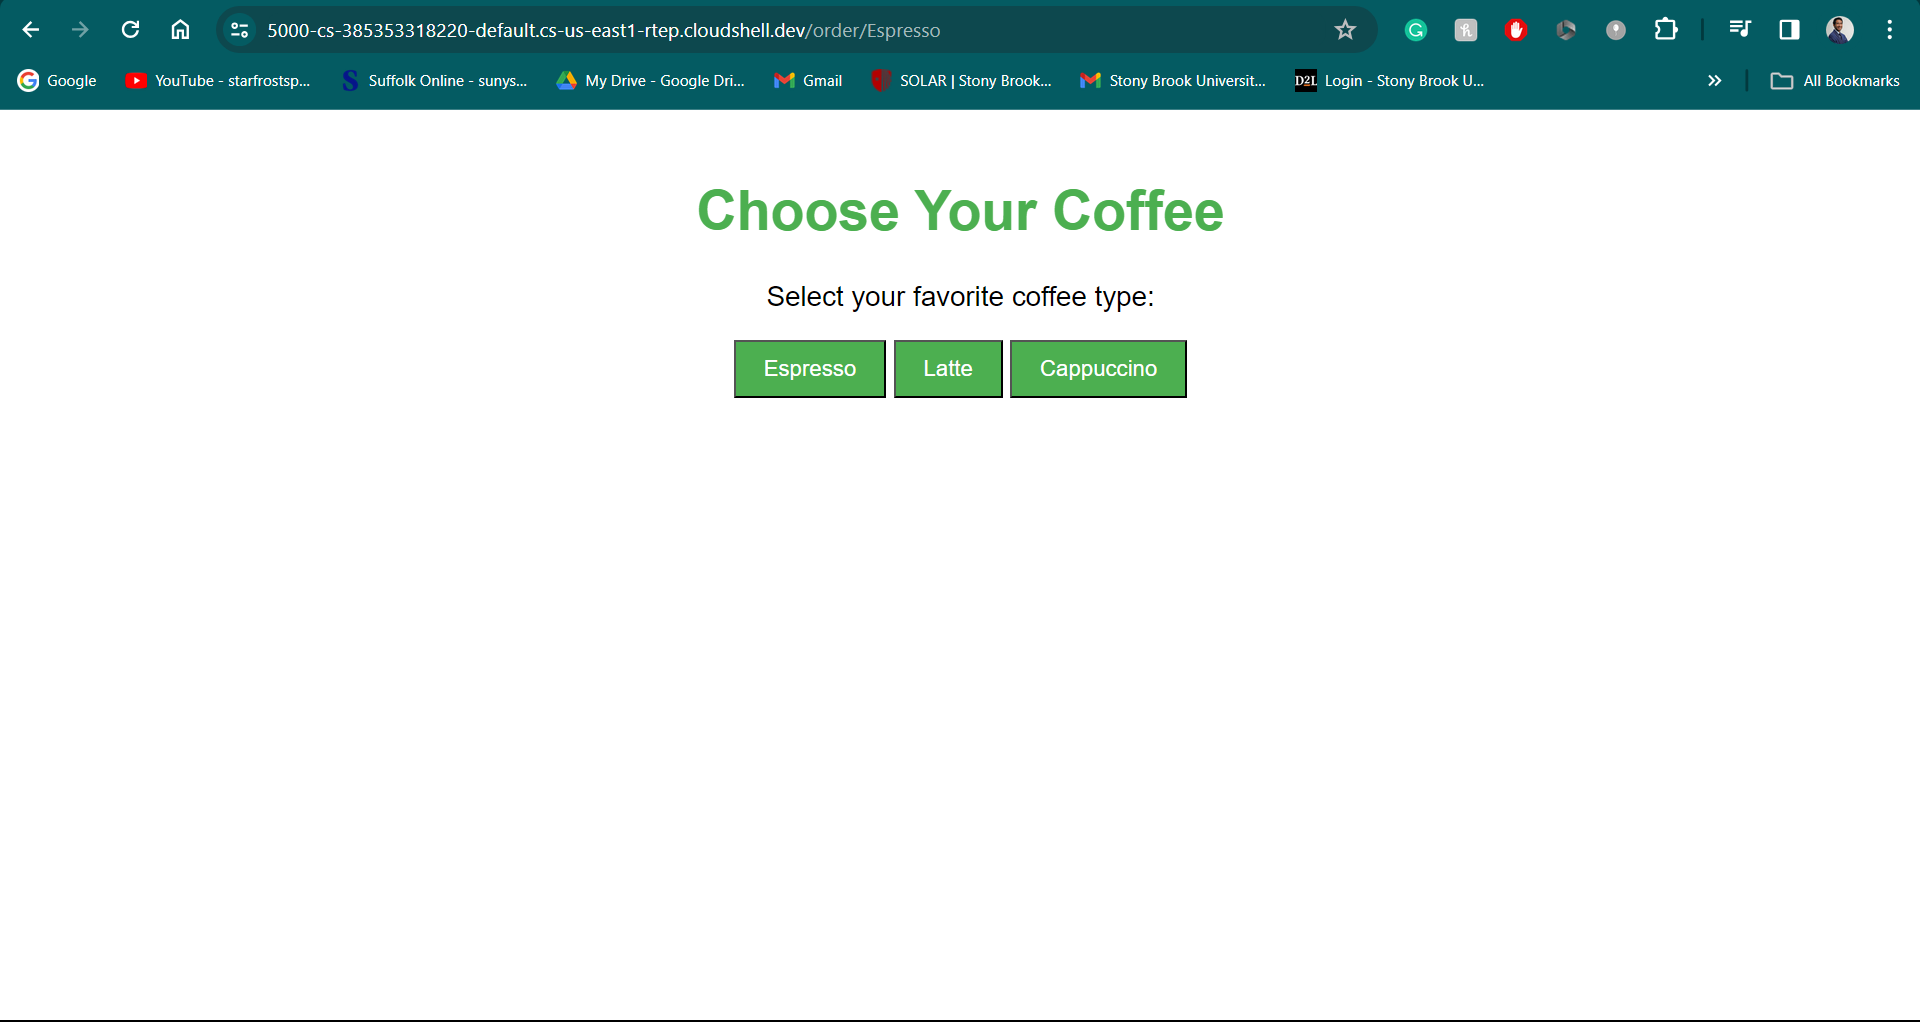 5000-cs-385353318220-default.cs-us-east1-rtep.cloudshell.dev/order/Espresso
Google YouTube - starfrostsp... Suffolk Online - sunys... My Drive - Google Dri... Gmail SOLAR | Stony Brook... Stony Brook Universit... D2L Login - Stony Brook U... All Bookmarks
Choose Your Coffee
Select your favorite coffee type:
Espresso Latte Cappuccino